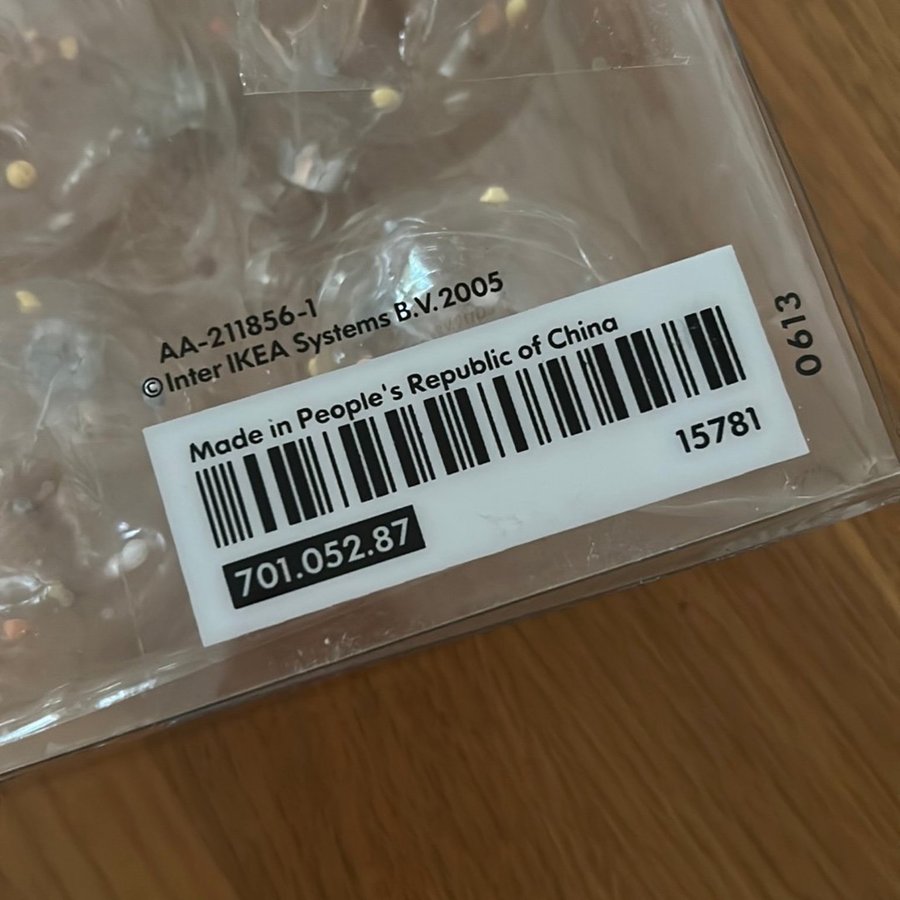 AA-211856-1
© Inter IKEA Systems B.V. 2005
Made in People's Republic of China
15781
701.052.87
0613